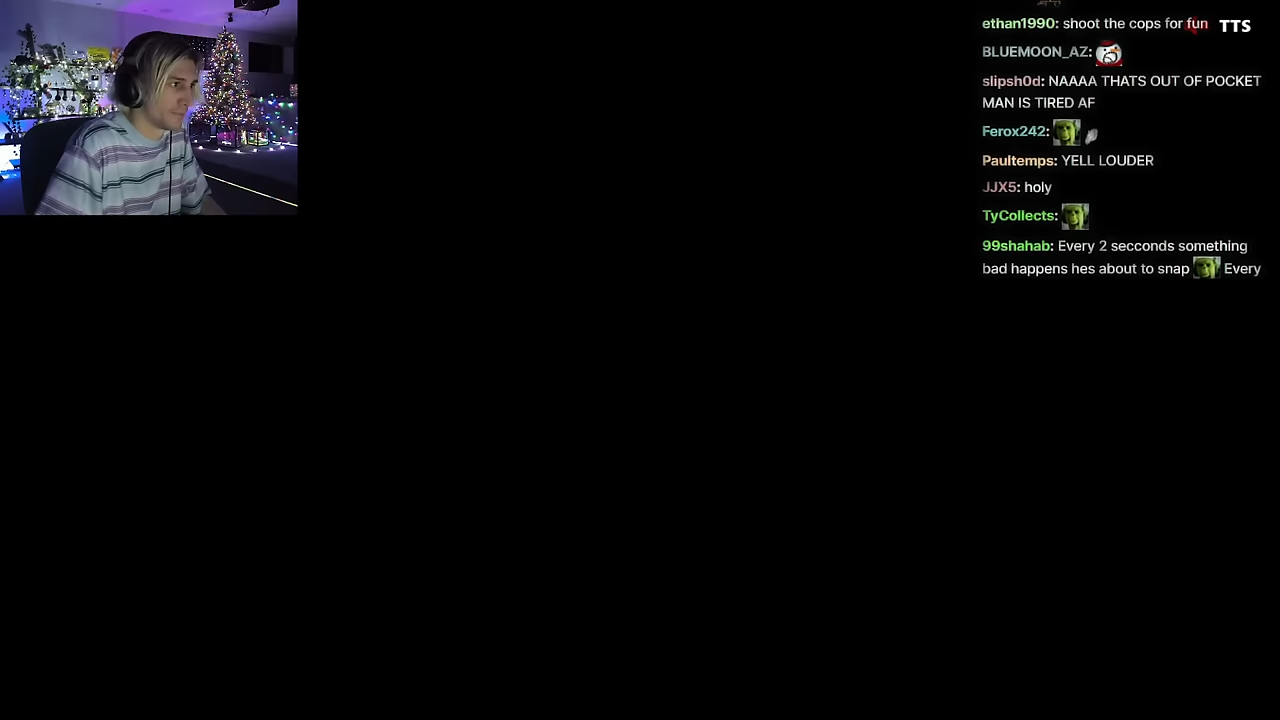 ethan1990: shoot the cops for fun
TTS
BLUEMOON_AZ:
slipsh0d: NAAAA THATS OUT OF POCKET
MAN IS TIRED AF
Ferox242:
Paultemps: YELL LOUDER
JJX5: holy
TyCollects:
99shahab: Every 2 secconds something
bad happens hes about to snap Every